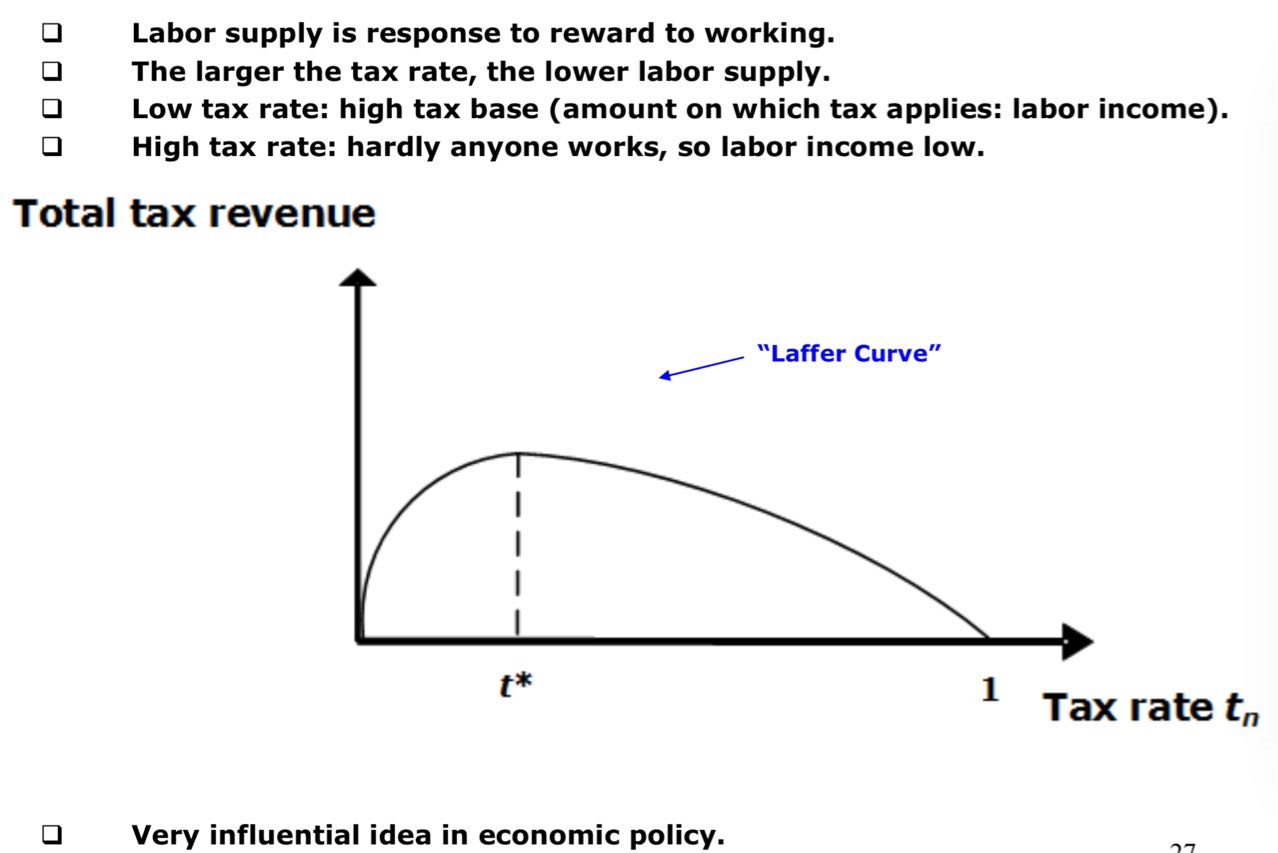 ❑ Labor supply is response to reward to working.
❑ The larger the tax rate, the lower labor supply.
❑ Low tax rate: high tax base (amount on which tax applies: labor income).
❑ High tax rate: hardly anyone works, so labor income low.
Total tax revenue
“Laffer Curve”
t*
1
Tax rate tₙ
❑ Very influential idea in economic policy.
27